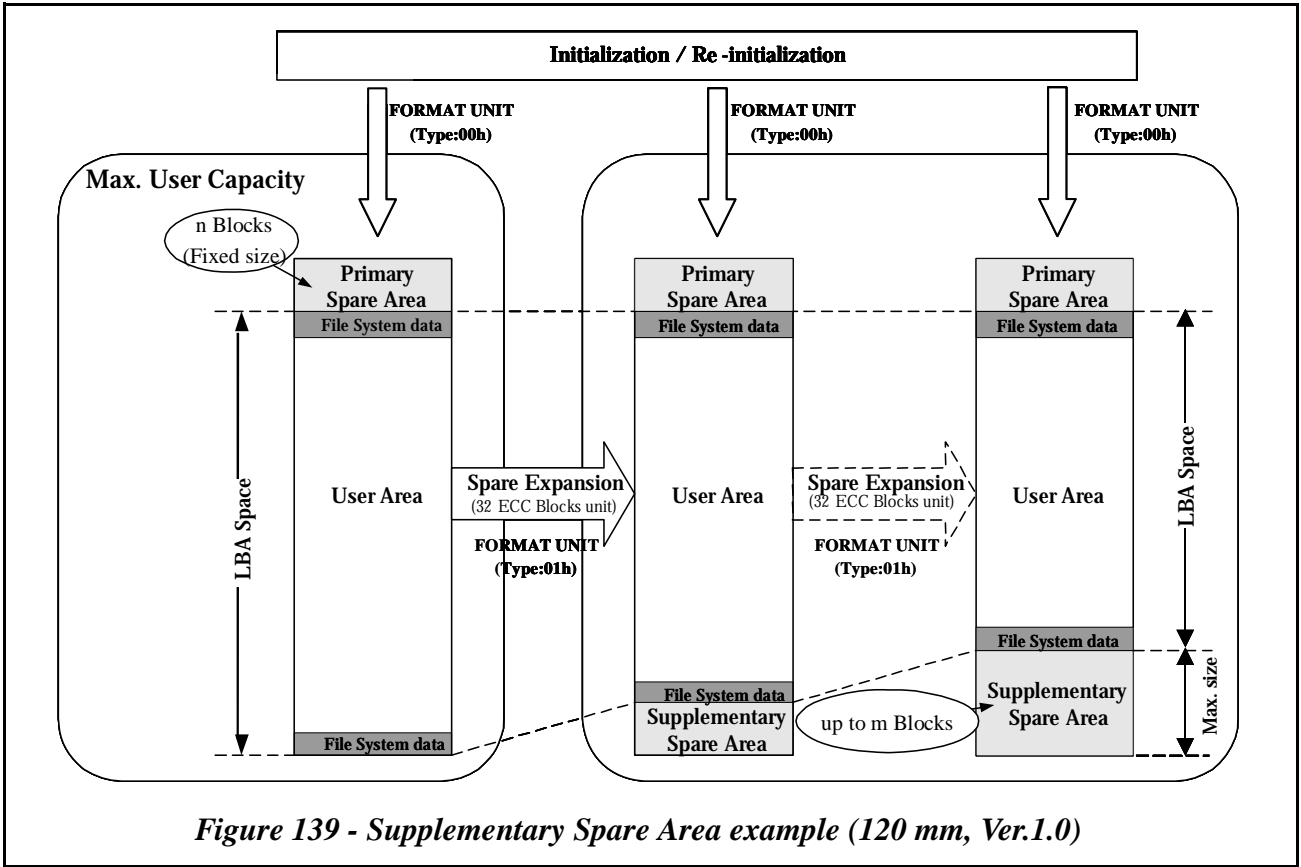 Initialization / Re -initialization
FORMAT UNIT
(Type:00h)
FORMAT UNIT
(Type:00h)
FORMAT UNIT
(Type:00h)
Max. User Capacity
n Blocks
(Fixed size)
Primary
Spare Area
File System data
User Area
File System data
LBA Space
Spare Expansion
(32 ECC Blocks unit)
FORMAT UNIT
(Type:01h)
Primary
Spare Area
File System data
User Area
File System data
Supplementary
Spare Area
Spare Expansion
(32 ECC Blocks unit)
FORMAT UNIT
(Type:01h)
up to m Blocks
Primary
Spare Area
File System data
User Area
File System data
Supplementary
Spare Area
LBA Space
Max. size
Figure 139 - Supplementary Spare Area example (120 mm, Ver.1.0)